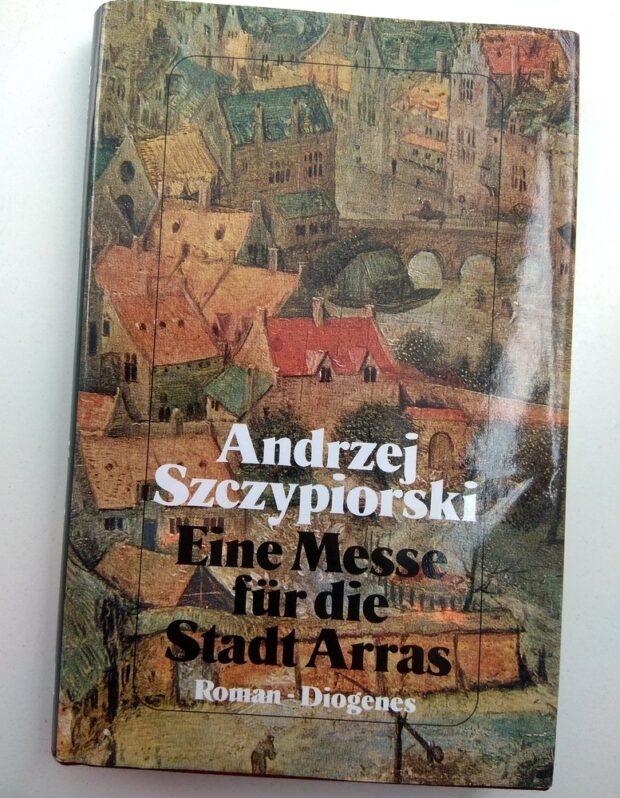 Andrzej
Szczypiorski
Eine Messe
für die
Stadt Arras
Roman · Diogenes